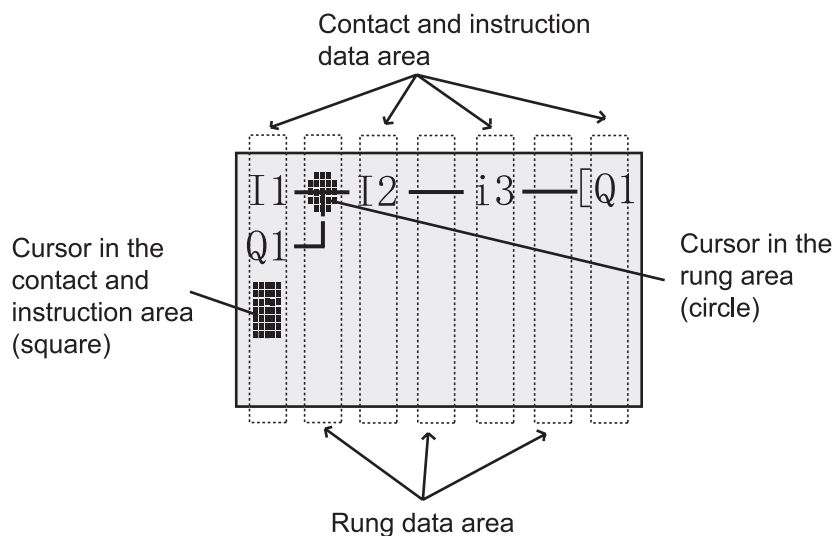 Contact and instruction
data area
I1 I2 i3 [Q1
Q1
Cursor in the
contact and
instruction area
(square)
Cursor in the
rung area
(circle)
Rung data area